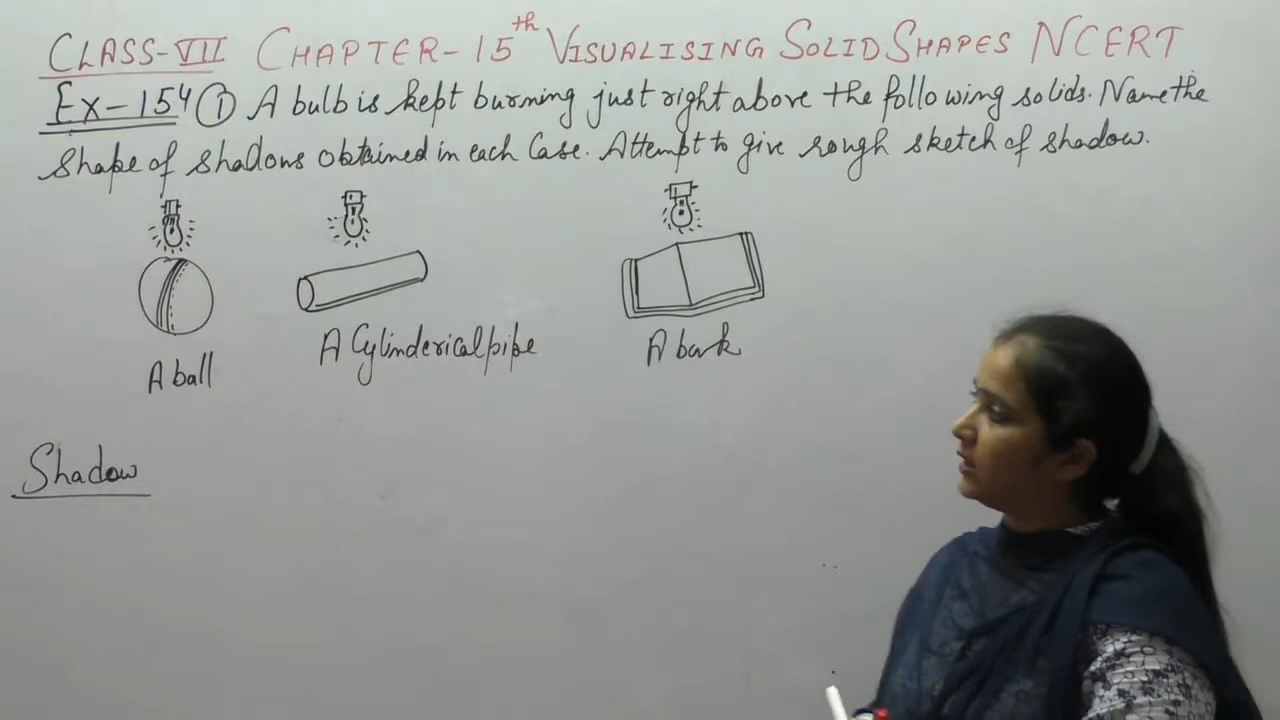 CLASS-VII CHAPTER-15th VISUALISING SOLID SHAPES NCERT
Ex-15.4 ① A bulb is kept burning just right above the following solids. Name the
shape of shadows obtained in each case. Attempt to give rough sketch of shadow.
A ball
A Cylinderical pipe
A book
Shadow